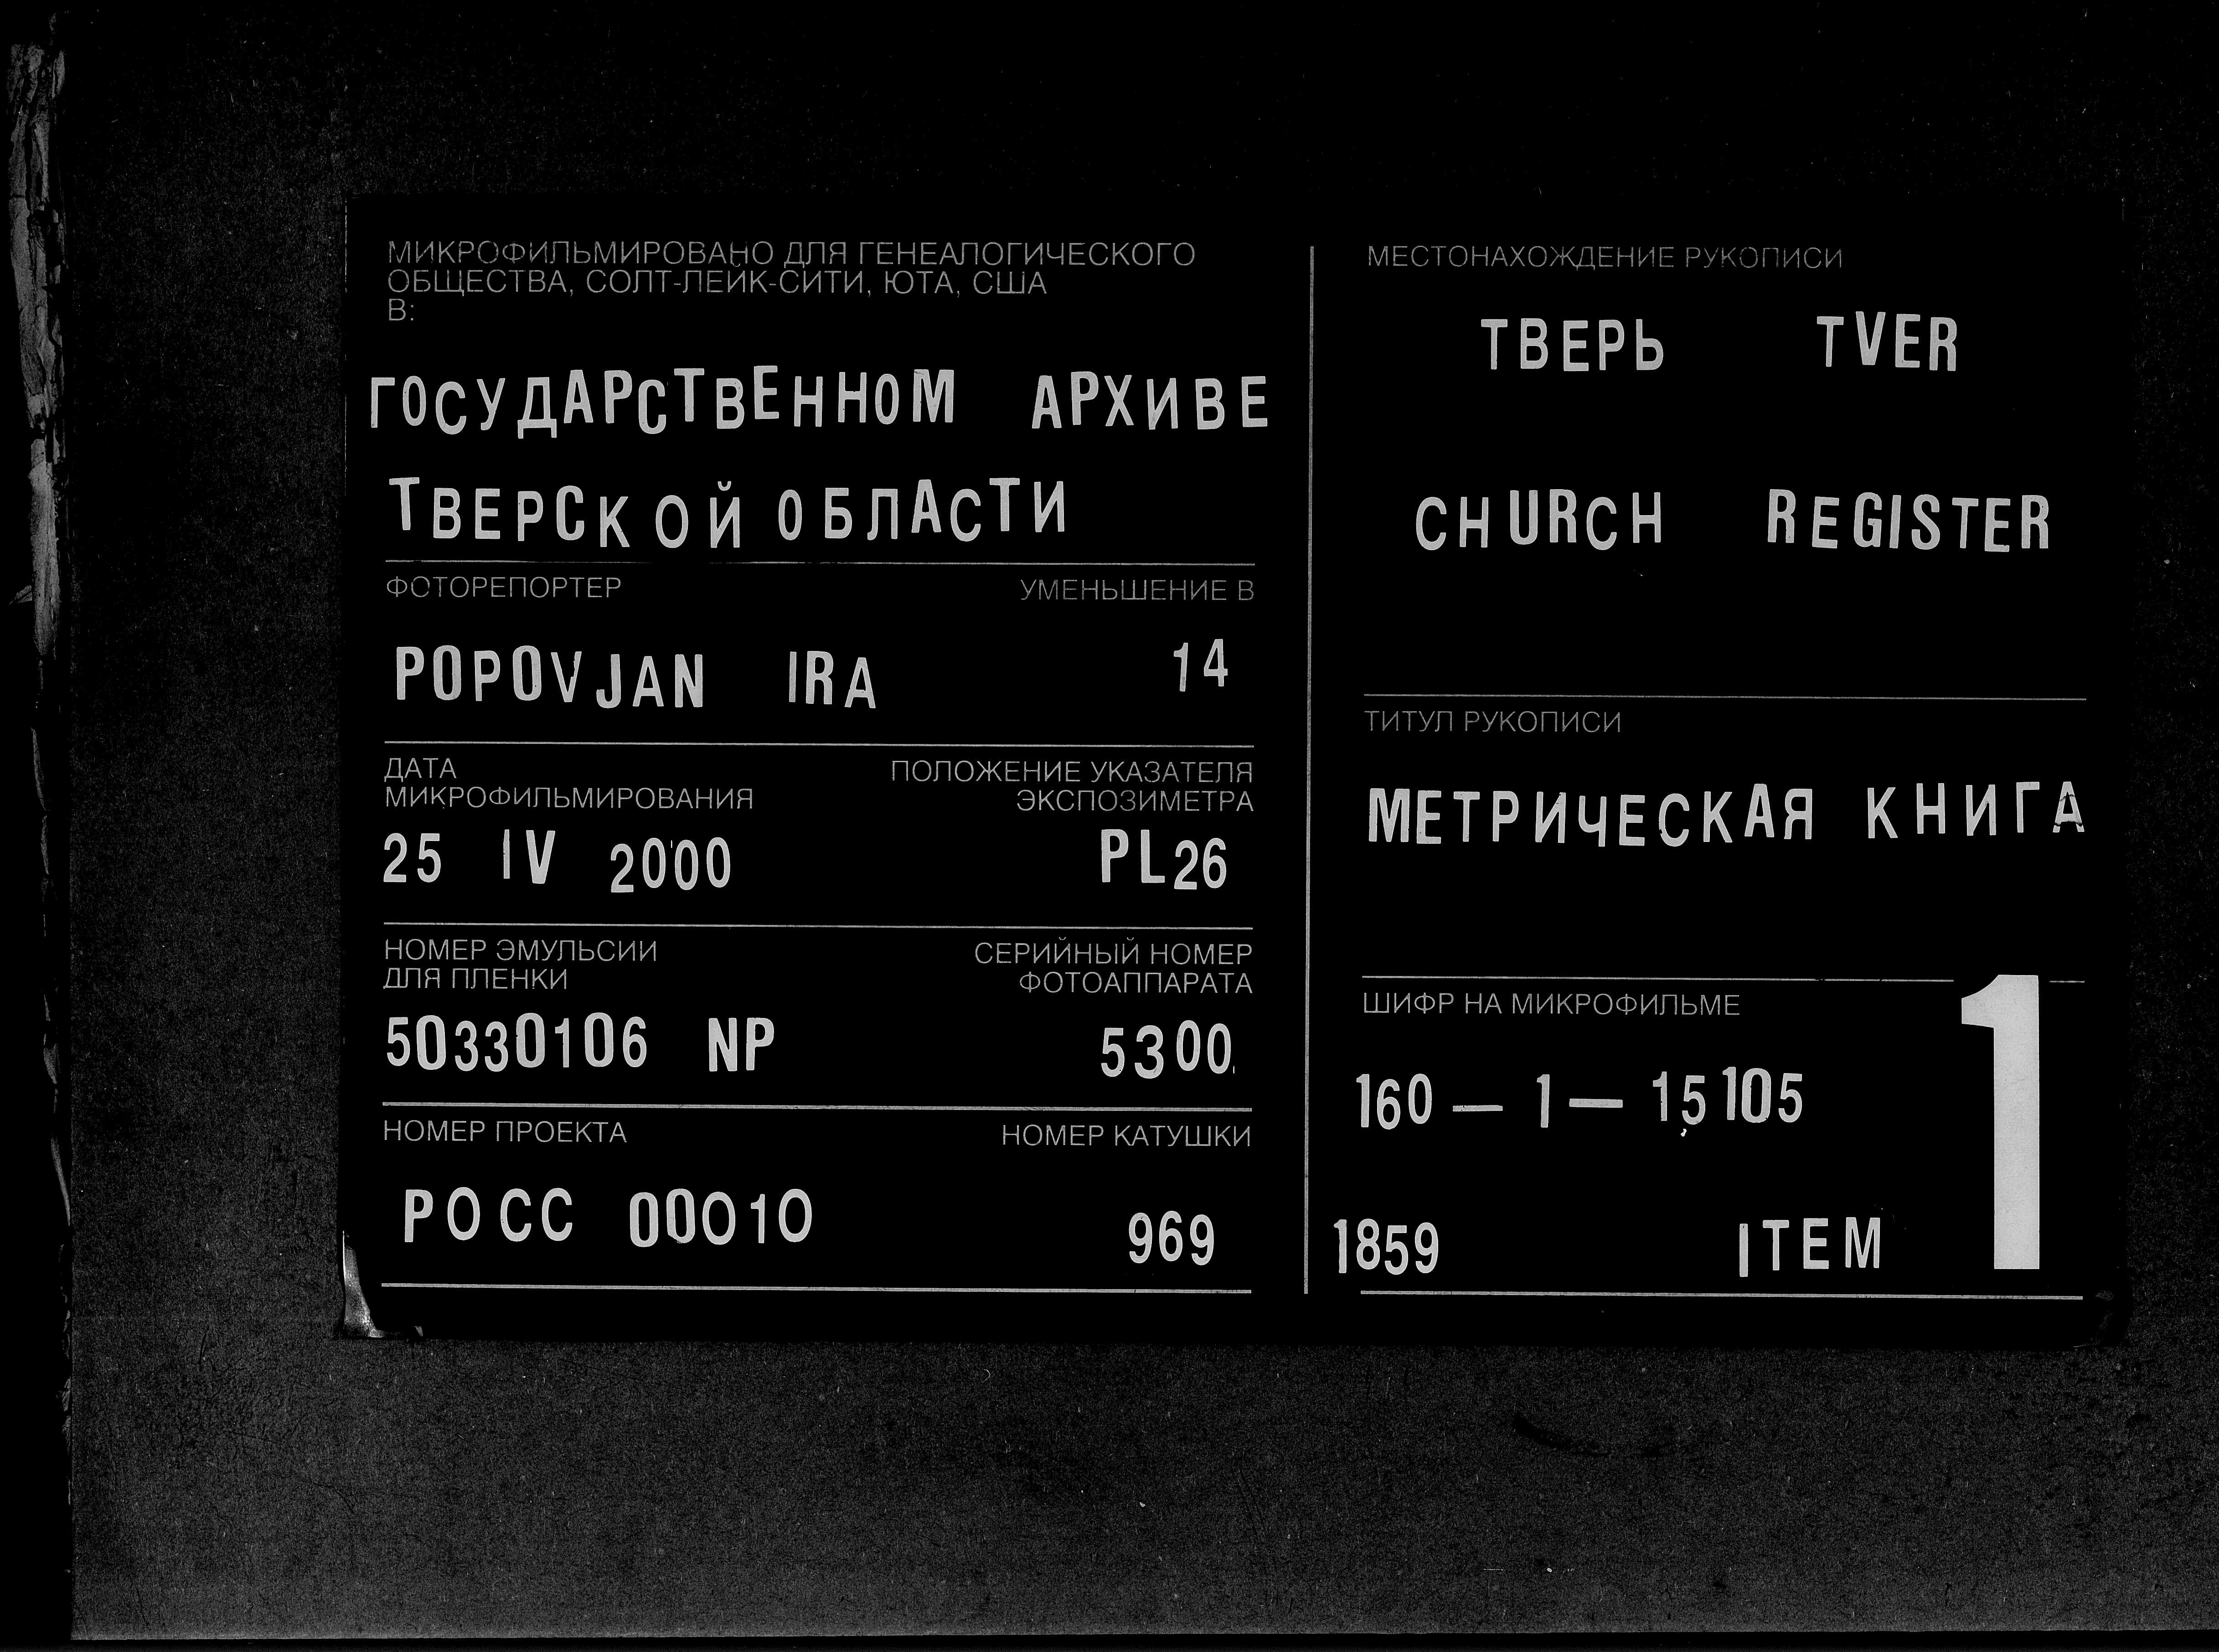 МИКРОФИЛЬМИРОВАНО ДЛЯ ГЕНЕАЛОГИЧЕСКОГО
ОБЩЕСТВА, СОЛТ-ЛЕЙК-СИТИ, ЮТА, США
В:
ГОСУДАРСТВЕННОМ АРХИВЕ
ТВЕРСКОЙ ОБЛАСТИ
ФОТОРЕПОРТЕР УМЕНЬШЕНИЕ В
POPOVJAN IRA 14
ДАТА
МИКРОФИЛЬМИРОВАНИЯ
ПОЛОЖЕНИЕ УКАЗАТЕЛЯ
ЭКСПОЗИМЕТРА
25 IV 2000 PL26
НОМЕР ЭМУЛЬСИИ
ДЛЯ ПЛЕНКИ
СЕРИЙНЫЙ НОМЕР
ФОТОАППАРАТА
50330106 NP 5300
НОМЕР ПРОЕКТА НОМЕР КАТУШКИ
РОСС 00010 969
МЕСТОНАХОЖДЕНИЕ РУКОПИСИ
ТВЕРЬ TVER
CHURCH REGISTER
ТИТУЛ РУКОПИСИ
МЕТРИЧЕСКАЯ КНИГА
ШИФР НА МИКРОФИЛЬМЕ
160 — 1 — 15105
1859 ITEM 1